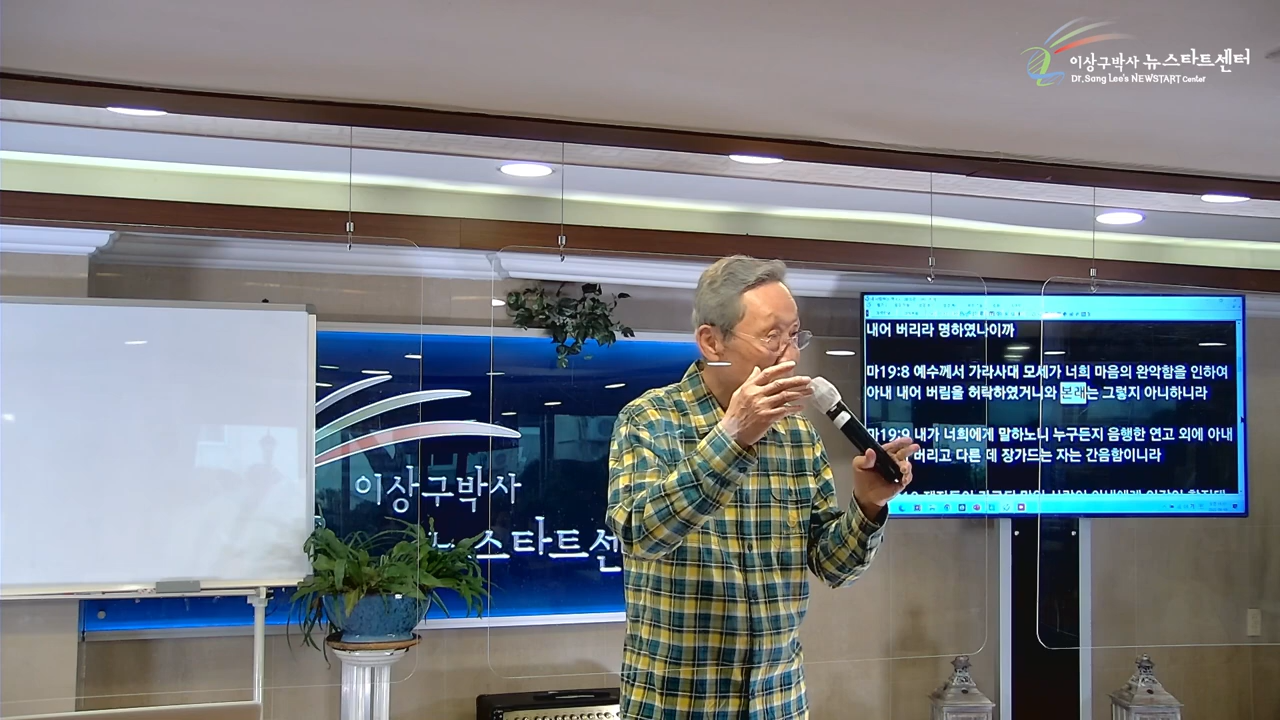 이상구박사 뉴스타트센터
Dr. Sang Lee's NEWSTART Center
내어 버리라 명하였나이까
마19:8 예수께서 가라사대 모세가 너희 마음의 완악함을 인하여
아내 내어 버림을 허락하였거니와 본래는 그렇지 아니하니라
마19:9 내가 너희에게 말하노니 누구든지 음행한 연고 외에 아내
버리고 다른 데 장가드는 자는 간음함이니라
이상구박사
스타트센